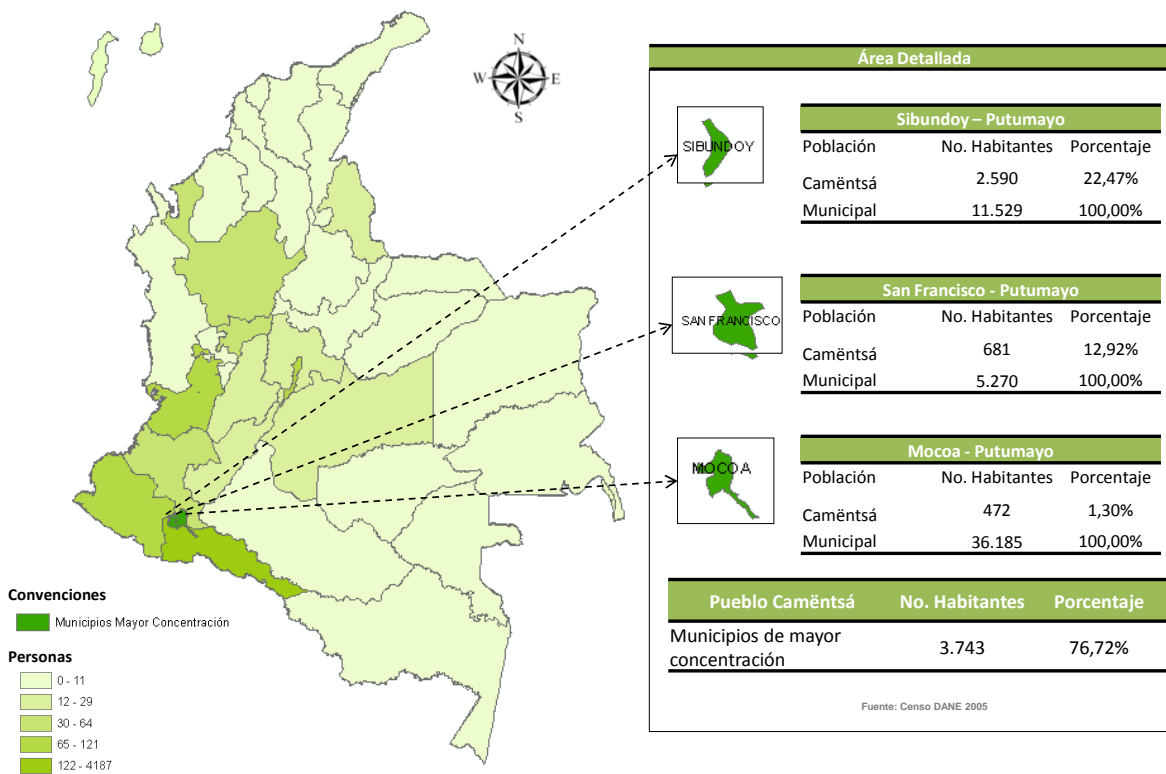 N
W E
S
Área Detallada
SIBUNDOY
Sibundoy – Putumayo
Población No. Habitantes Porcentaje
Camëntsá 2.590 22,47%
Municipal 11.529 100,00%
SAN FRANCISCO
San Francisco - Putumayo
Población No. Habitantes Porcentaje
Camëntsá 681 12,92%
Municipal 5.270 100,00%
MOCOA
Mocoa - Putumayo
Población No. Habitantes Porcentaje
Camëntsá 472 1,30%
Municipal 36.185 100,00%
Pueblo Camëntsá No. Habitantes Porcentaje
Municipios de mayor
concentración 3.743 76,72%
Fuente: Censo DANE 2005
Convenciones
Municipios Mayor Concentración
Personas
0 - 11
12 - 29
30 - 64
65 - 121
122 - 4187